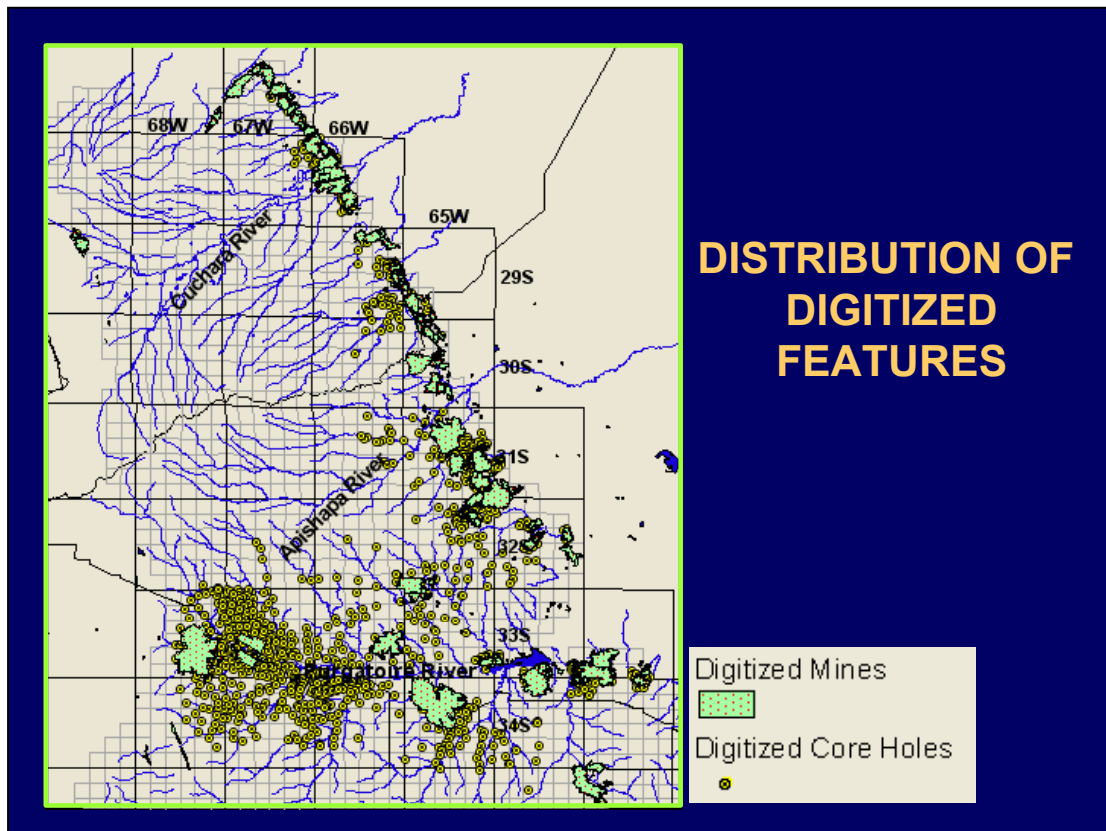 68W
67W
66W
65W
Cuchara River
29S
30S
31S
Apishapa River
32S
33S
Purgatoire River
34S
DISTRIBUTION OF
DIGITIZED
FEATURES
Digitized Mines
Digitized Core Holes